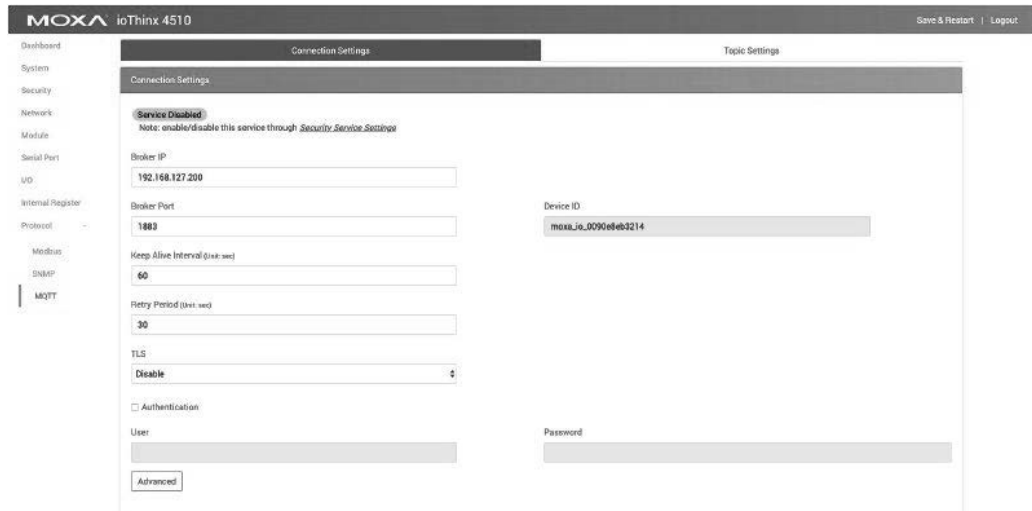 MOXA ioThinx 4510
Save & Restart | Logout
Dashboard
System
Security
Network
Module
Serial Port
I/O
Internal Register
Protocol -
Modbus
SNMP
MQTT
Connection Settings
Topic Settings
Connection Settings
Service Disabled
Note: enable/disable this service through Security Service Settings
Broker IP
192.168.127.200
Broker Port
Device ID
1883
moxa_io_0090e8eb3214
Keep Alive Interval (Unit: sec)
60
Retry Period (Unit: sec)
30
TLS
Disable
Authentication
User
Password
Advanced